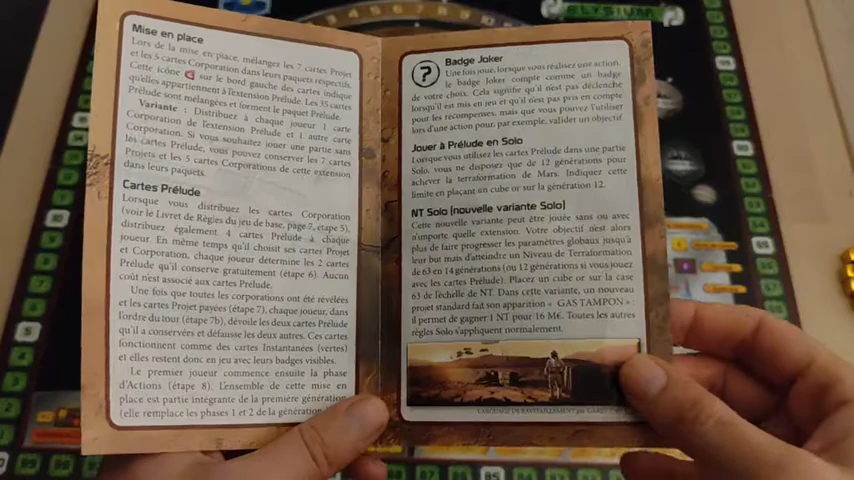 Mise en place
Lors de la mise en place, mélangez les 7 cartes Projet
et les 5 cartes Corporation dans leurs paquets respectifs.
Cette icône sur le bord gauche des cartes indique
qu'elles appartiennent à l'extension Prélude. Les 35 cartes
Prélude sont mélangées et forment le paquet Prélude.
Variante : Distribuez à chaque joueur 1 carte
Corporation de l'extension Prélude et 1 autre carte
Corporation. Si vous souhaitez jouer une partie sans
les cartes Prélude, vous pouvez conserver les 7 cartes
Projets et les 5 cartes Corporations de cette extension
dans leurs paquets.
Cartes Prélude
Lorsque vous distribuez les cartes Corporation
(voir le Livret de Règles du jeu de base, page 7, étape 5),
distribuez également 4 cartes Prélude à chaque
joueur. En même temps qu'il choisit ses cartes Projet
et Corporation, chaque joueur détermine les 2 cartes
Prélude qu'il conserve gratuitement (étape 6). Aucun
coût n'est associé aux cartes Prélude.
Une fois que toutes les corporations ont été révélées
et les cartes Projet payées (étape 7), chaque joueur, dans
l'ordre du tour (étape 7b), dévoile les deux cartes Prélude
qu'il a conservées et défausse les deux autres. Ces cartes
fonctionnent comme des cartes Instantanées (vertes)
et elles restent donc en jeu avec leurs badges visibles.
Le premier joueur commence ensuite la phase
d'Actions (étape 8). L'ensemble de cette mise en
place est partie intégrante de la première génération
(elle remplace les phases 1 et 2 de la génération
?
Badge Joker
Une fois joué, lorsque vous réalisez une action,
le badge Joker compte comme un badge
de votre choix. Cela signifie qu'il n'est pas déclenché
lorsqu'il est mis en jeu et qu'il n'est pas pris en compte
pour les récompenses, mais que vous pouvez l'utiliser
lors d'une action pour, par exemple, valider un objectif.
Jouer à Prélude en Solo
Lorsque vous utilisez les cartes Prélude dans une partie
Solo, vous ne disposez que de 12 générations pour
achever la terraformation de Mars. Indiquez cette
limite en plaçant un cube or sur la génération 12.
NT Solo (nouvelle variante Solo)
Cette nouvelle variante peut être jouée sans ou avec
n'importe quelle extension. Votre objectif n'est alors
plus de faire progresser les paramètres globaux jusqu'à
leur but mais d'atteindre un Niveau de Terraformation
de 63 en 14 générations (ou 12 générations si vous jouez
avec les cartes Prélude). Placez un cube or sur la case
63 de l'échelle de NT. Dans cette variante, un nouveau
projet standard fait son apparition « GAS TAMPON » :
il permet de gagner 1 NT pour 16 M€. Toutes les autres
règles Solo s'appliquent normalement.
ELYSIUM